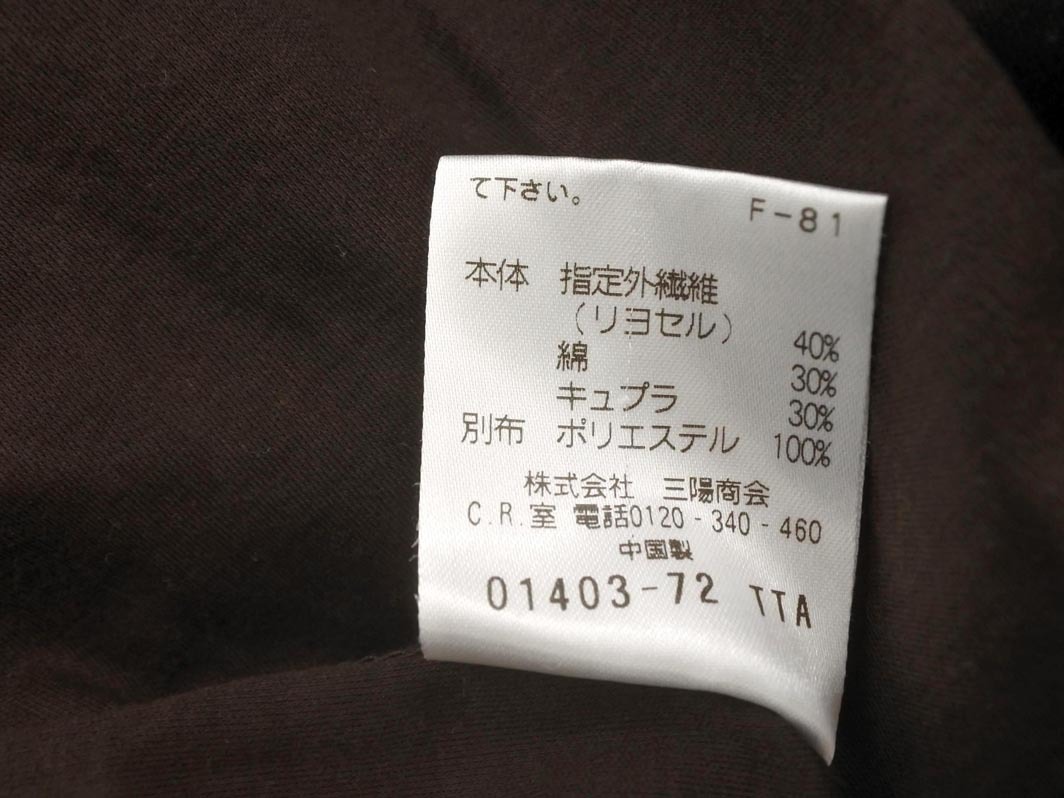 て下さい。
F-81
本体 指定外繊維
(リヨセル) 40%
綿 30%
キュプラ 30%
別布 ポリエステル 100%
株式会社 三陽商会
C.R.室 電話0120-340-460
中国製
01403-72 TTA